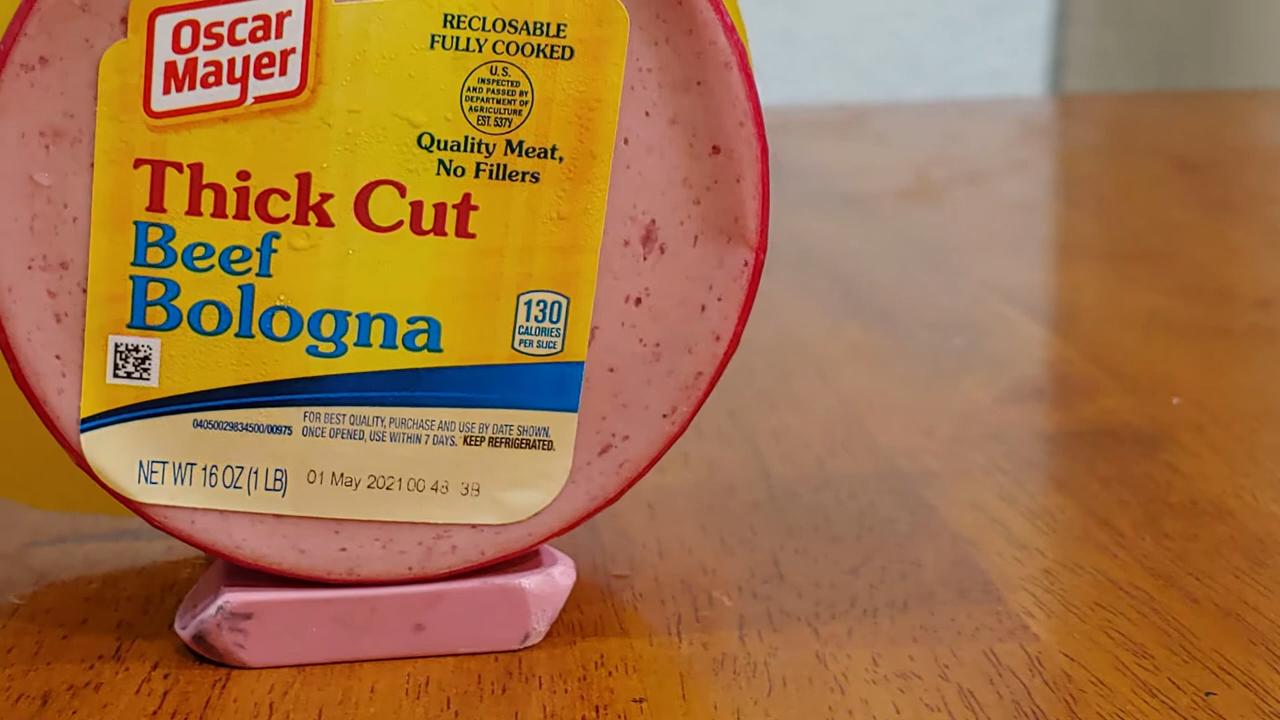 Oscar
Mayer
RECLOSABLE
FULLY COOKED
U.S.
INSPECTED
AND PASSED BY
DEPARTMENT OF
AGRICULTURE
EST. 537Y
Quality Meat,
No Fillers
Thick Cut
Beef
Bologna
130
CALORIES
PER SLICE
04050029834500/00975
FOR BEST QUALITY, PURCHASE AND USE BY DATE SHOWN.
ONCE OPENED, USE WITHIN 7 DAYS. KEEP REFRIGERATED.
NET WT 16 OZ (1 LB)
01 May 2021 00 48 38